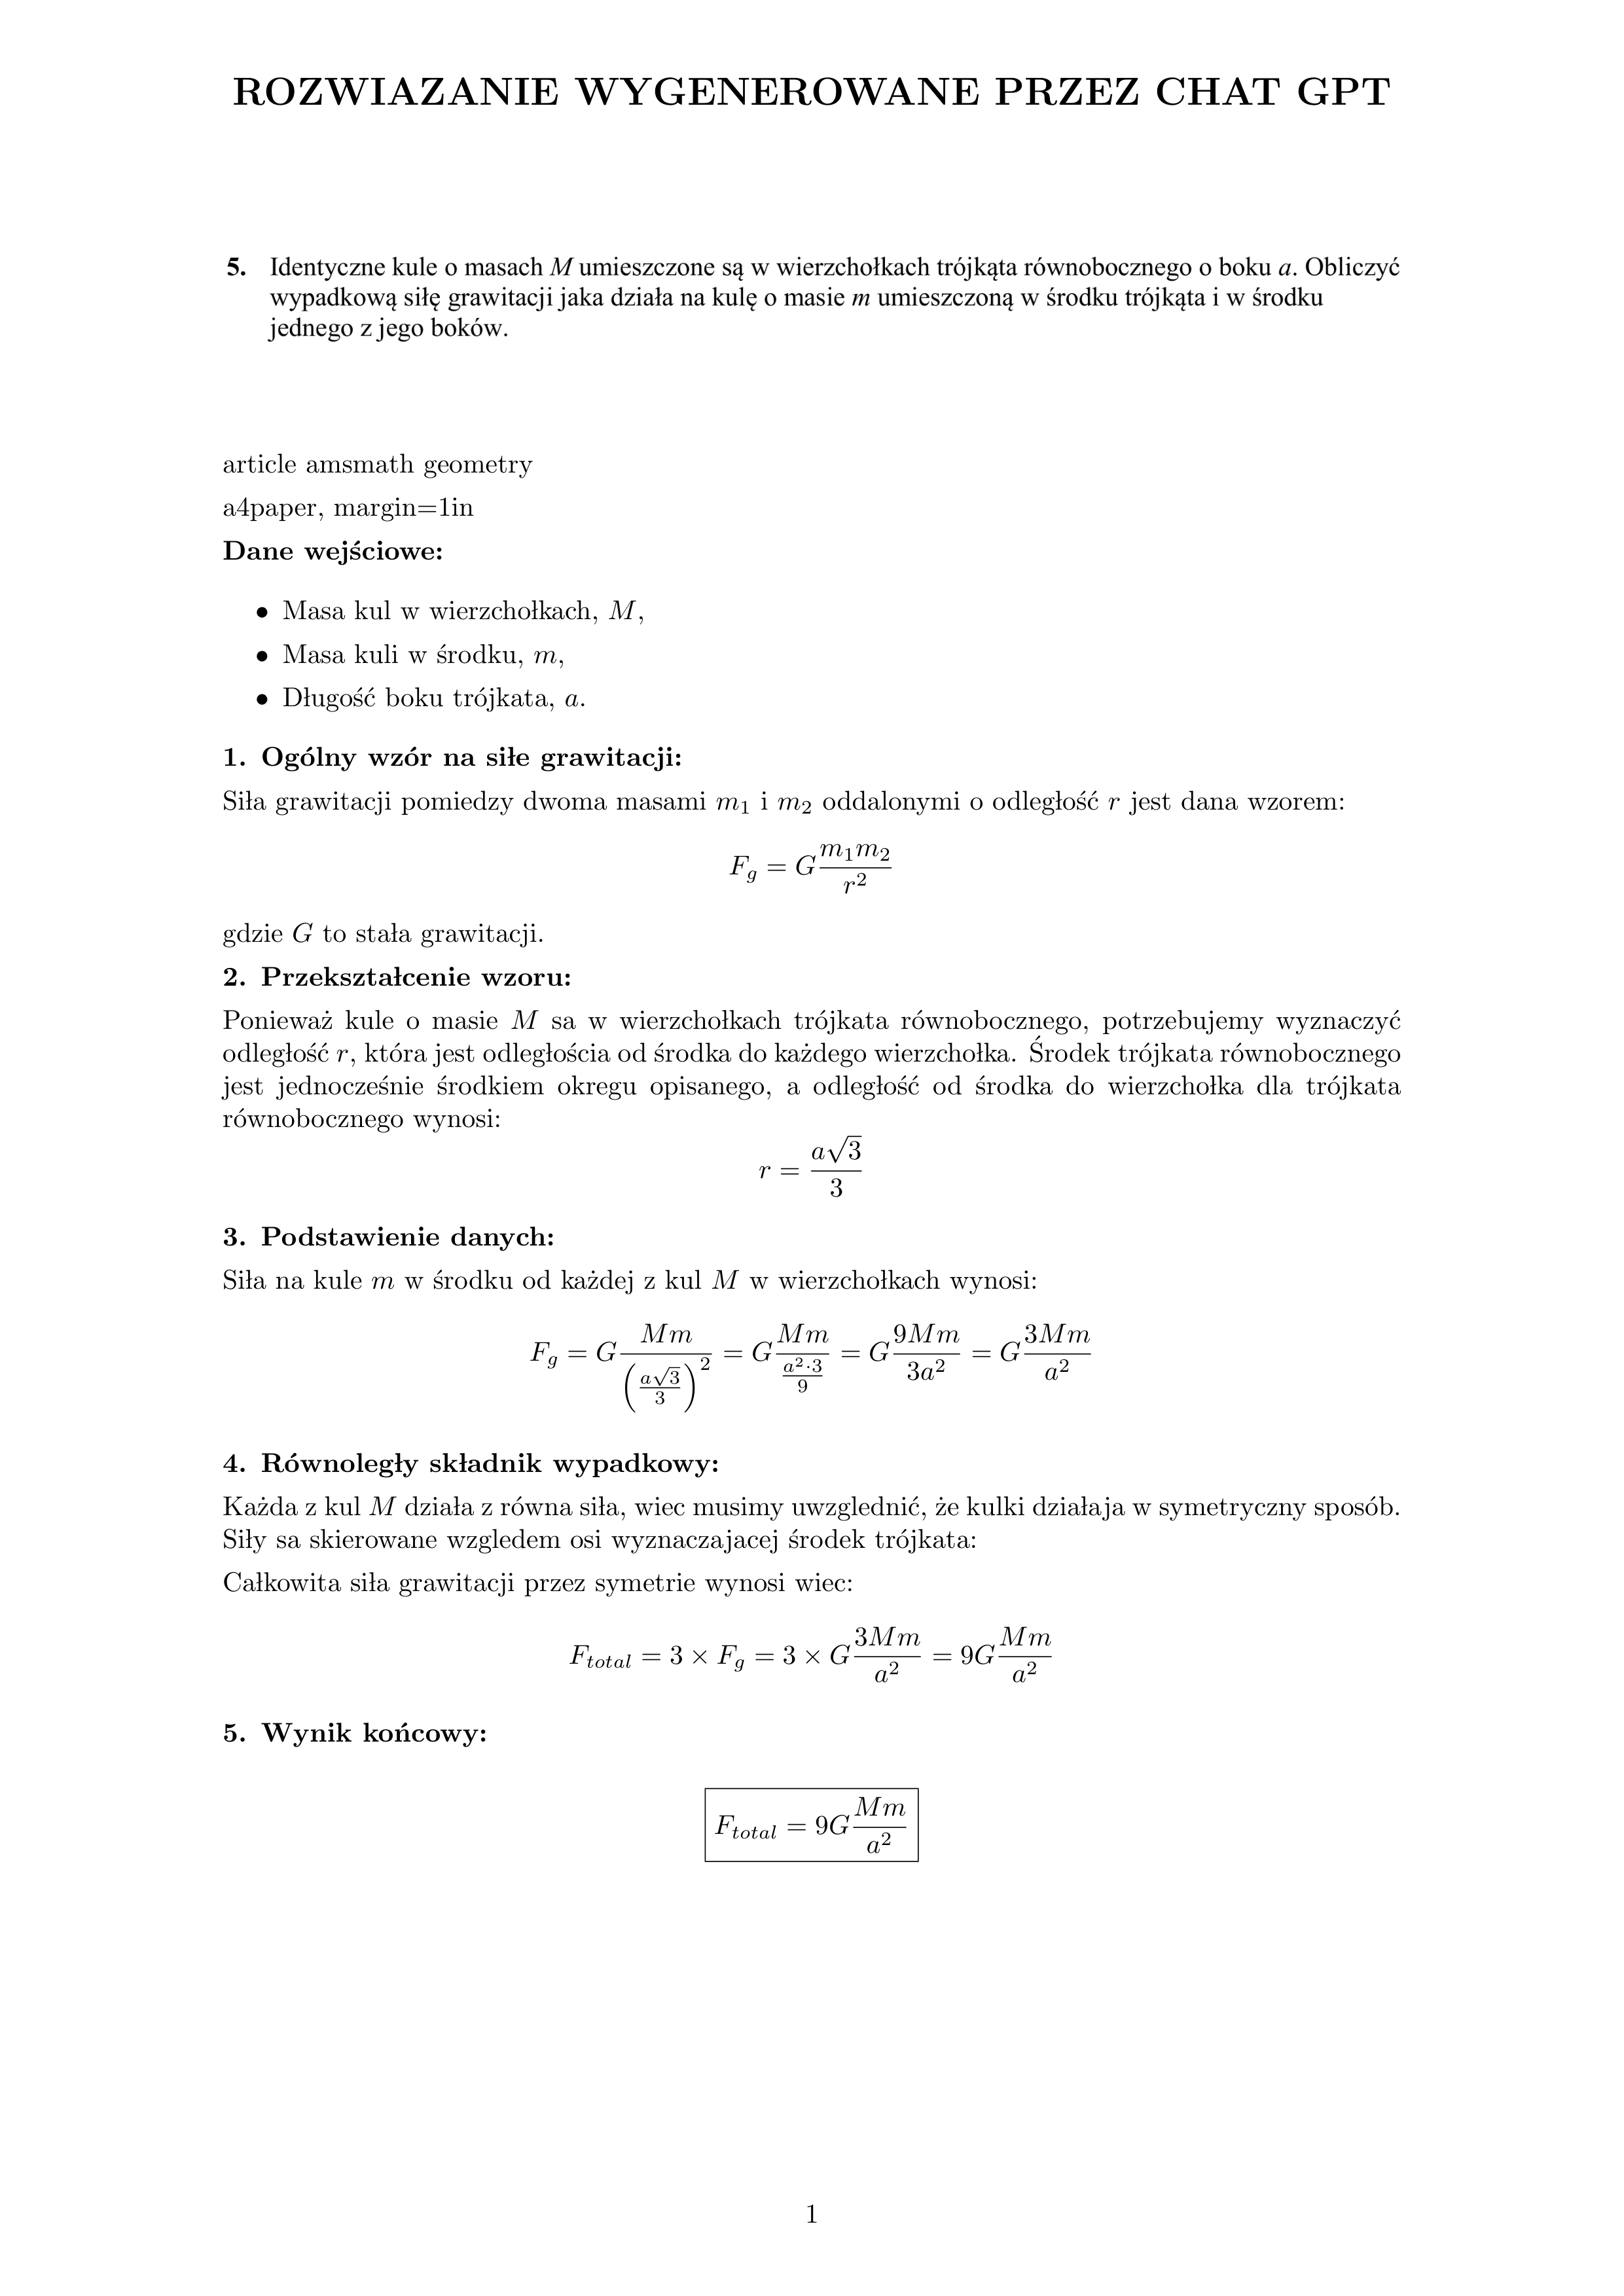 ROZWIAZANIE WYGENEROWANE PRZEZ CHAT GPT
5. Identyczne kule o masach M umieszczone są w wierzchołkach trójkąta równobocznego o boku a. Obliczyć
wypadkową siłę grawitacji jaka działa na kulę o masie m umieszczoną w środku trójkąta i w środku
jednego z jego boków.
article amsmath geometry
a4paper, margin=1in
Dane wejściowe:
• Masa kul w wierzchołkach, M,
• Masa kuli w środku, m,
• Długość boku trójkata, a.
1. Ogólny wzór na siłe grawitacji:
Siła grawitacji pomiedzy dwoma masami m₁ i m₂ oddalonymi o odległość r jest dana wzorem:
F_g = G \frac{m_1 m_2}{r^2}
gdzie G to stała grawitacji.
2. Przekształcenie wzoru:
Ponieważ kule o masie M sa w wierzchołkach trójkata równobocznego, potrzebujemy wyznaczyć
odległość r, która jest odległościa od środka do każdego wierzchołka. Środek trójkata równobocznego
jest jednocześnie środkiem okregu opisanego, a odległość od środka do wierzchołka dla trójkata
równobocznego wynosi:
r = \frac{a\sqrt{3}}{3}
3. Podstawienie danych:
Siła na kule m w środku od każdej z kul M w wierzchołkach wynosi:
F_g = G \frac{Mm}{\left(\frac{a\sqrt{3}}{3}\right)^2} = G \frac{Mm}{\frac{a^2 \cdot 3}{9}} = G \frac{9Mm}{3a^2} = G \frac{3Mm}{a^2}
4. Równoległy składnik wypadkowy:
Każda z kul M działa z równa siła, wiec musimy uwzglednić, że kulki działaja w symetryczny sposób.
Siły sa skierowane wzgledem osi wyznaczajacej środek trójkata:
Całkowita siła grawitacji przez symetrie wynosi wiec:
F_{total} = 3 × F_g = 3 × G \frac{3Mm}{a^2} = 9G \frac{Mm}{a^2}
5. Wynik końcowy:
F_{total} = 9G \frac{Mm}{a^2}
1